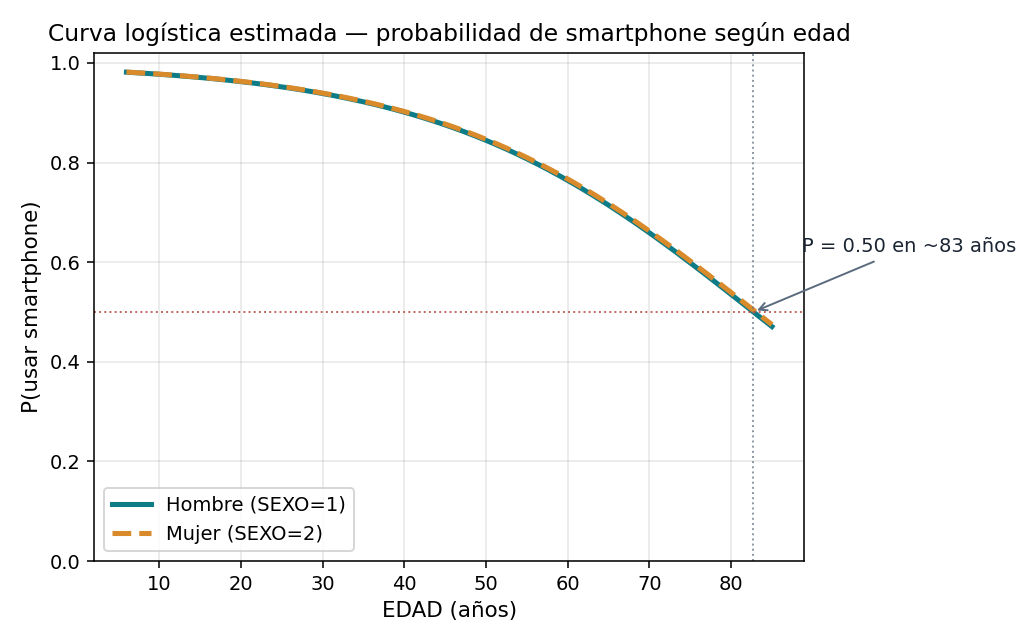 Curva logística estimada — probabilidad de smartphone según edad
P(usar smartphone)
1.0
0.8
0.6
0.4
0.2
0.0
P = 0.50 en ~83 años
Hombre (SEXO=1)
Mujer (SEXO=2)
10 20 30 40 50 60 70 80
EDAD (años)